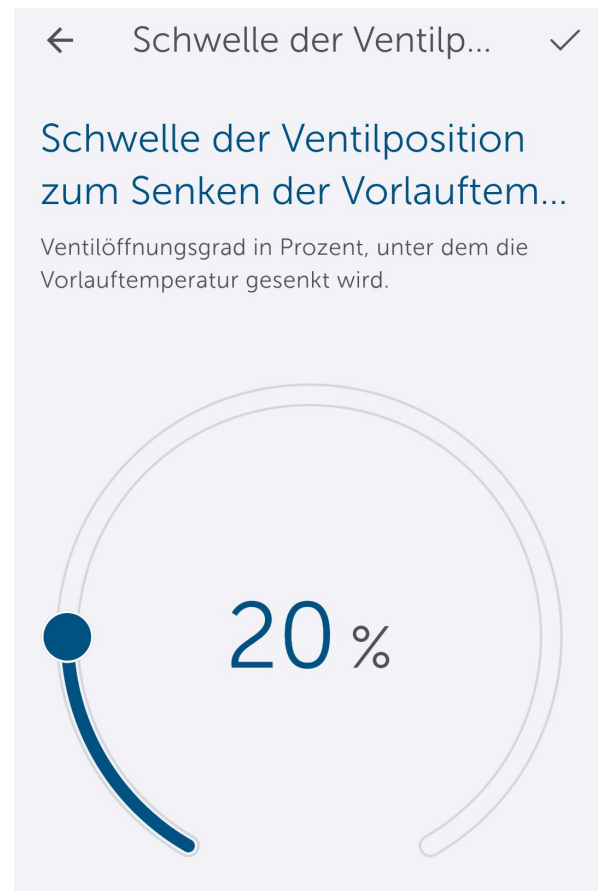 Schwelle der Ventilp...
Schwelle der Ventilposition
zum Senken der Vorlauftem...
Ventilöffnungsgrad in Prozent, unter dem die
Vorlauftemperatur gesenkt wird.
20 %